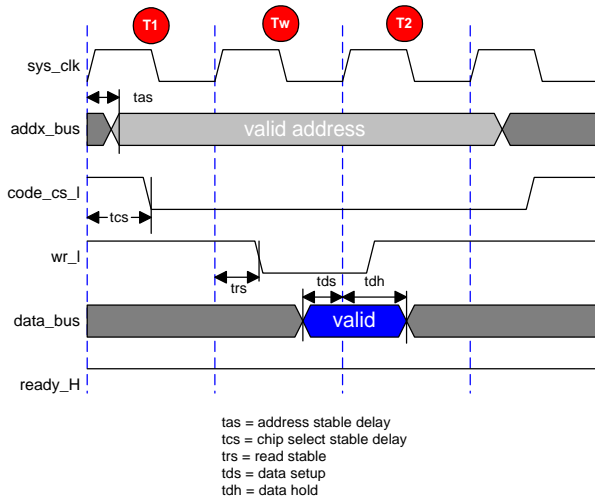 T1 Tw T2
sys_clk
tas
addx_bus valid address
code_cs_l
tcs
wr_l
trs tds tdh
data_bus valid
ready_H
tas = address stable delay
tcs = chip select stable delay
trs = read stable
tds = data setup
tdh = data hold